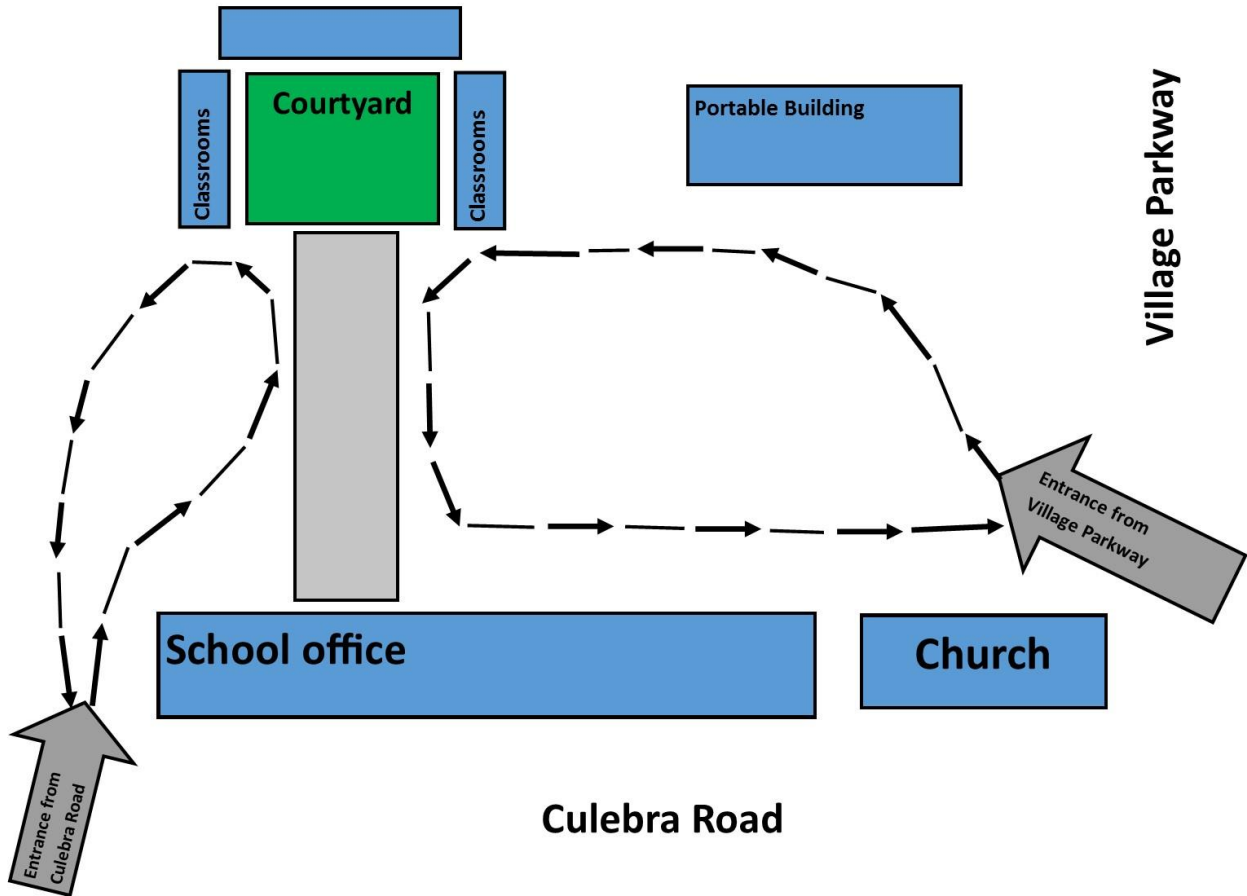 Courtyard
Classrooms
Classrooms
Portable Building
Village Parkway
Entrance from
Village Parkway
School office
Church
Entrance from
Culebra Road
Culebra Road